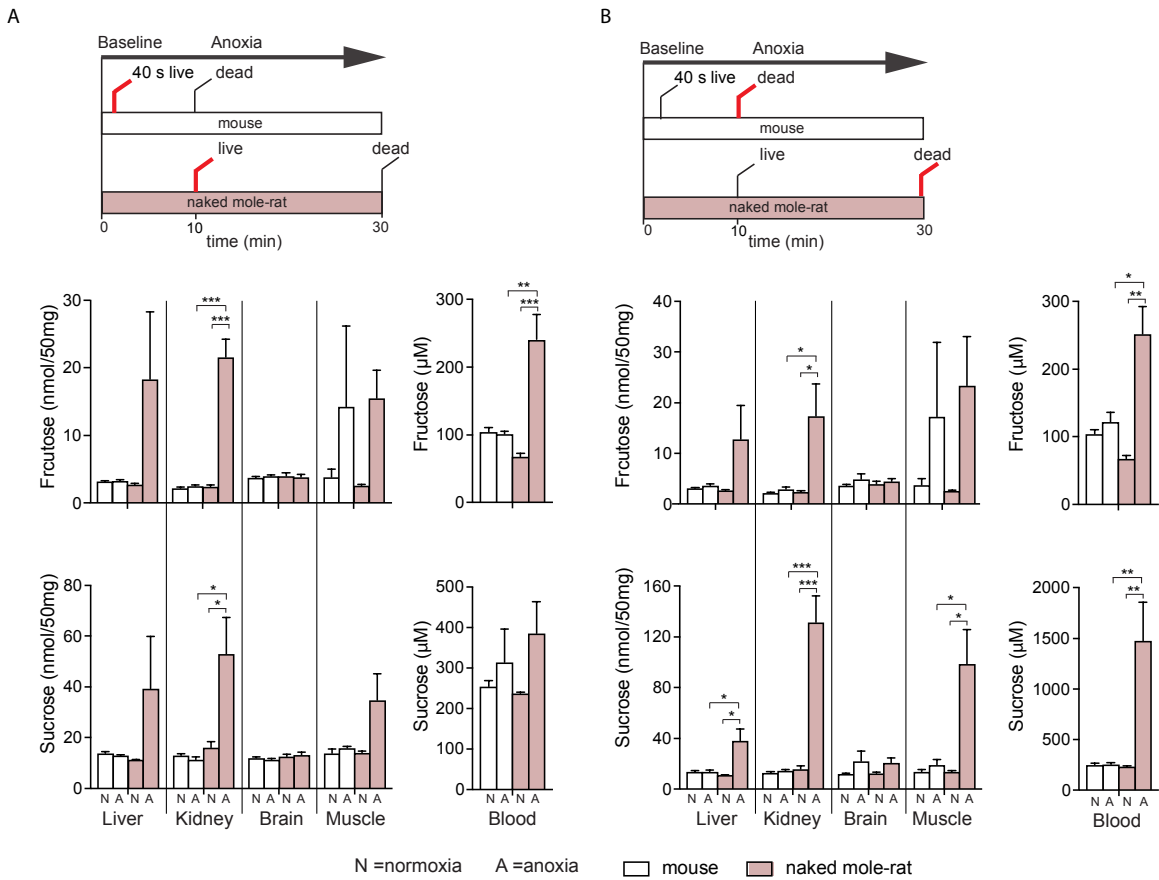 A
Baseline Anoxia
40 s live dead
mouse
live dead
naked mole-rat
0 10 30
time (min)
Frcutose (nmol/50mg)
30
20
10
0
***
***
Fructose (µM)
300
200
100
0
**
***
Sucrose (nmol/50mg)
80
60
40
20
0
*
*
N A N A N A N A N A N A N A N A
Liver Kidney Brain Muscle
Sucrose (µM)
500
400
300
200
100
0
N A N A
Blood
B
Baseline Anoxia
40 s live dead
mouse
live dead
naked mole-rat
0 10 30
time (min)
Frcutose (nmol/50mg)
40
30
20
10
0
*
*
Fructose (µM)
300
200
100
0
*
**
Sucrose (nmol/50mg)
160
120
80
40
0
*
*
***
***
*
*
N A N A N A N A N A N A N A N A
Liver Kidney Brain Muscle
Sucrose (µM)
2000
1500
1000
500
0
**
**
N A N A
Blood
N =normoxia A =anoxia mouse naked mole-rat